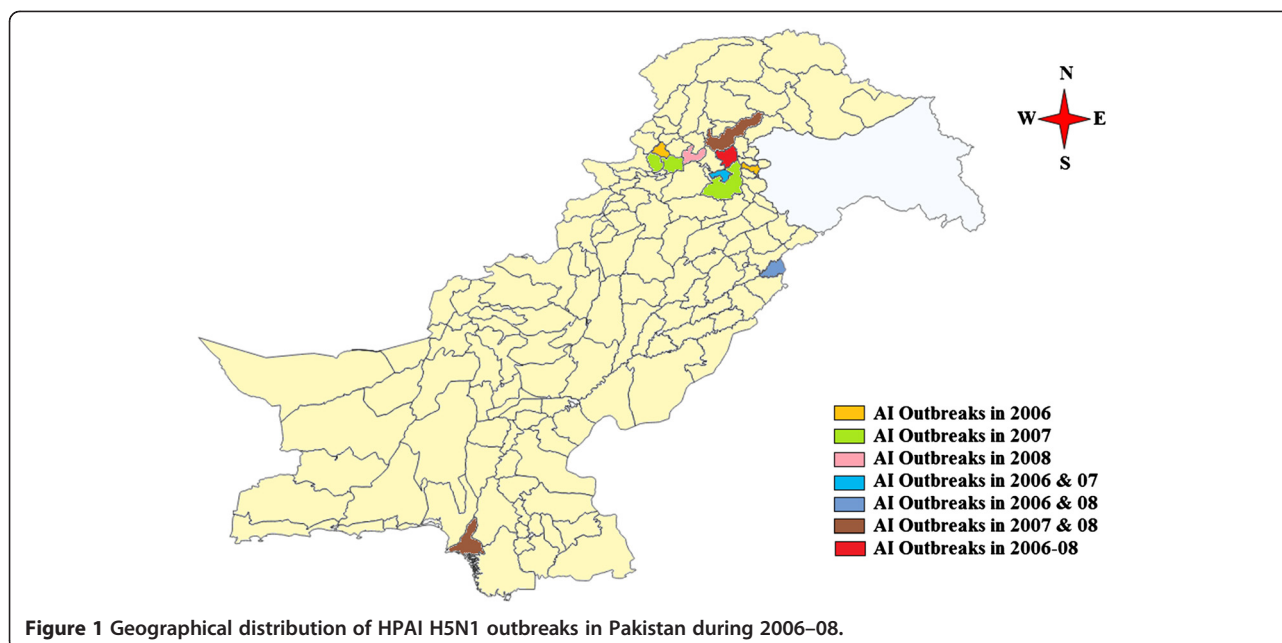 N
W E
S
AI Outbreaks in 2006
AI Outbreaks in 2007
AI Outbreaks in 2008
AI Outbreaks in 2006 & 07
AI Outbreaks in 2006 & 08
AI Outbreaks in 2007 & 08
AI Outbreaks in 2006-08
Figure 1 Geographical distribution of HPAI H5N1 outbreaks in Pakistan during 2006–08.